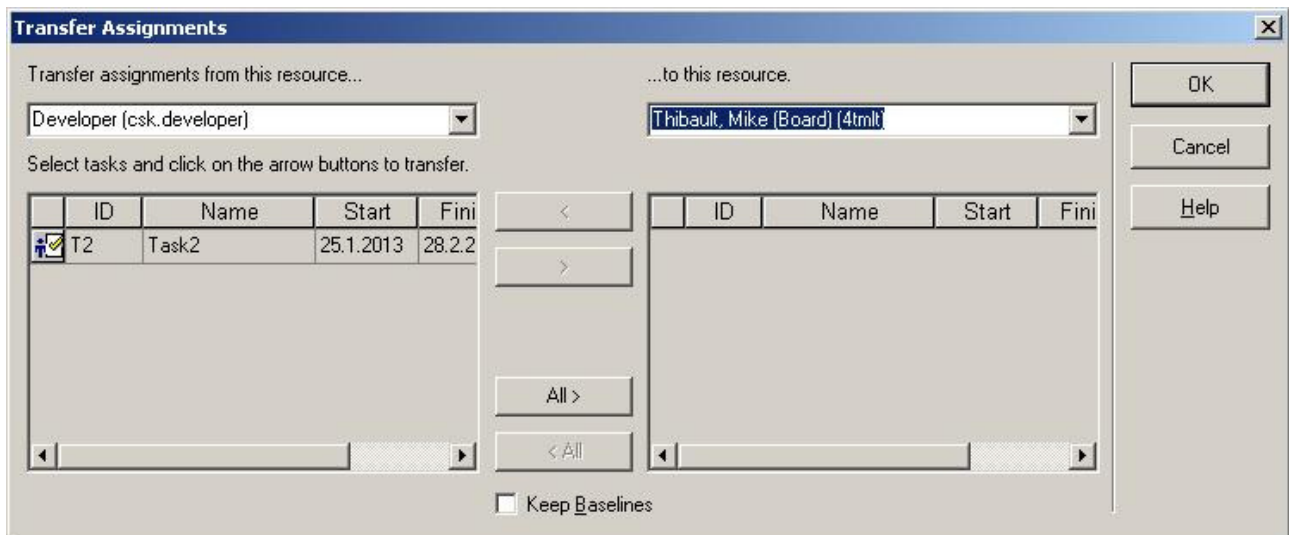 Transfer Assignments
Transfer assignments from this resource... ...to this resource.
Developer (csk.developer) Thibault, Mike (Board) (4tmlt)
OK
Cancel
Help
Select tasks and click on the arrow buttons to transfer.
ID Name Start Fini
T2 Task2 25.1.2013 28.2.2
<
>
All >
< All
ID Name Start Fini
Keep Baselines